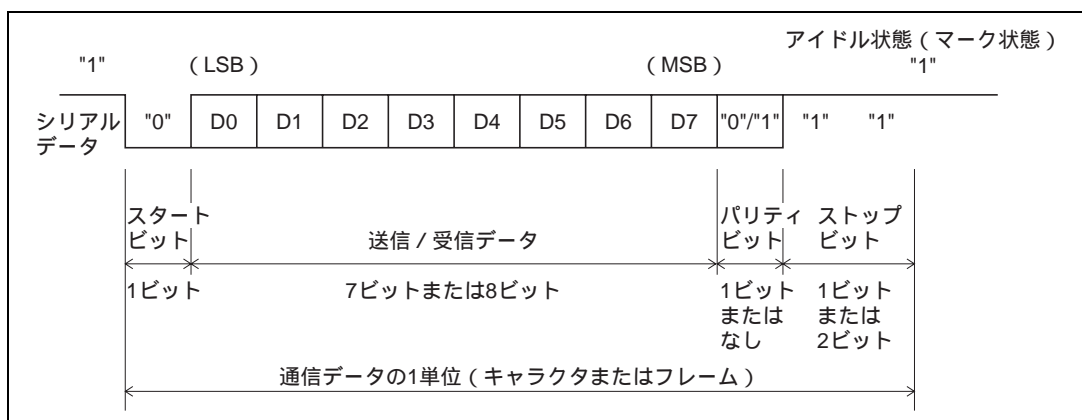 アイドル状態（マーク状態）
"1" （LSB） （MSB） "1"
シリアル
データ
"0" D0 D1 D2 D3 D4 D5 D6 D7 "0"/"1" "1" "1"
スタート
ビット
送信／受信データ
パリティ
ビット
ストップ
ビット
1ビット
7ビットまたは8ビット
1ビット
または
なし
1ビット
または
2ビット
通信データの1単位（キャラクタまたはフレーム）